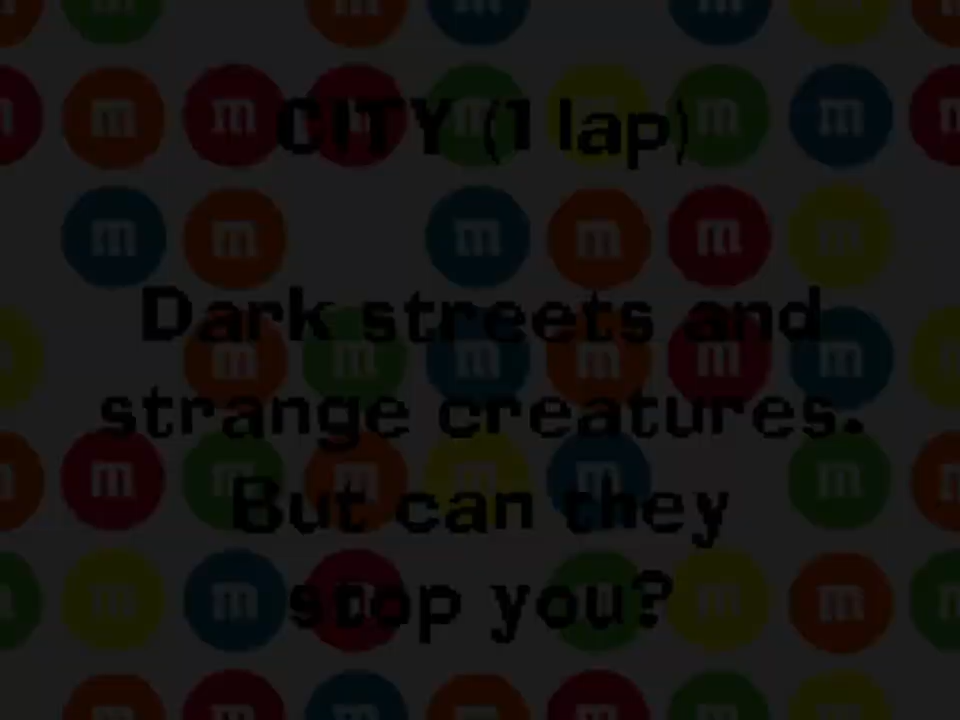 CITY (1 lap)
Dark streets and
strange creatures.
But can they
stop you?